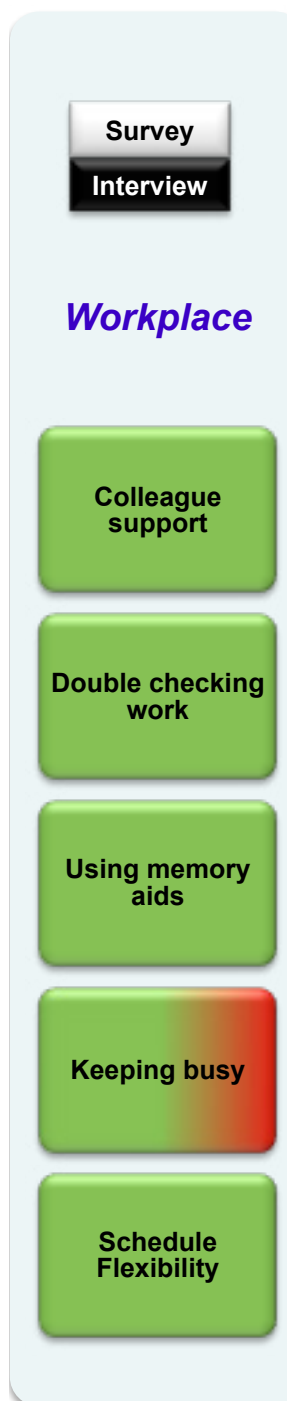 Survey
Interview
Workplace
Colleague
support
Double checking
work
Using memory
aids
Keeping busy
Schedule
Flexibility